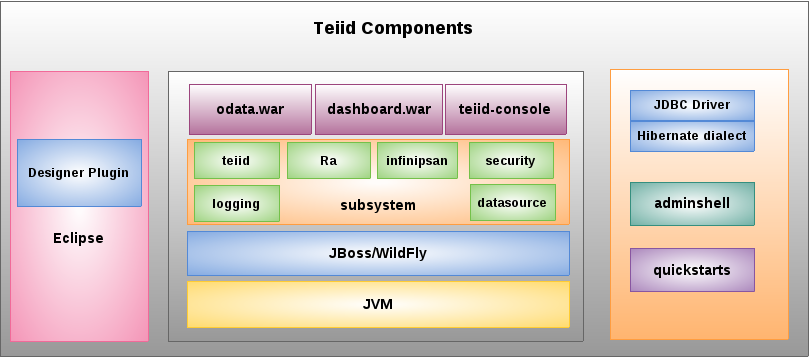 Teiid Components
Designer Plugin
Eclipse
odata.war
dashboard.war
teiid-console
teiid
Ra
infinipsan
security
logging
subsystem
datasource
JBoss/WildFly
JVM
JDBC Driver
Hibernate dialect
adminshell
quickstarts